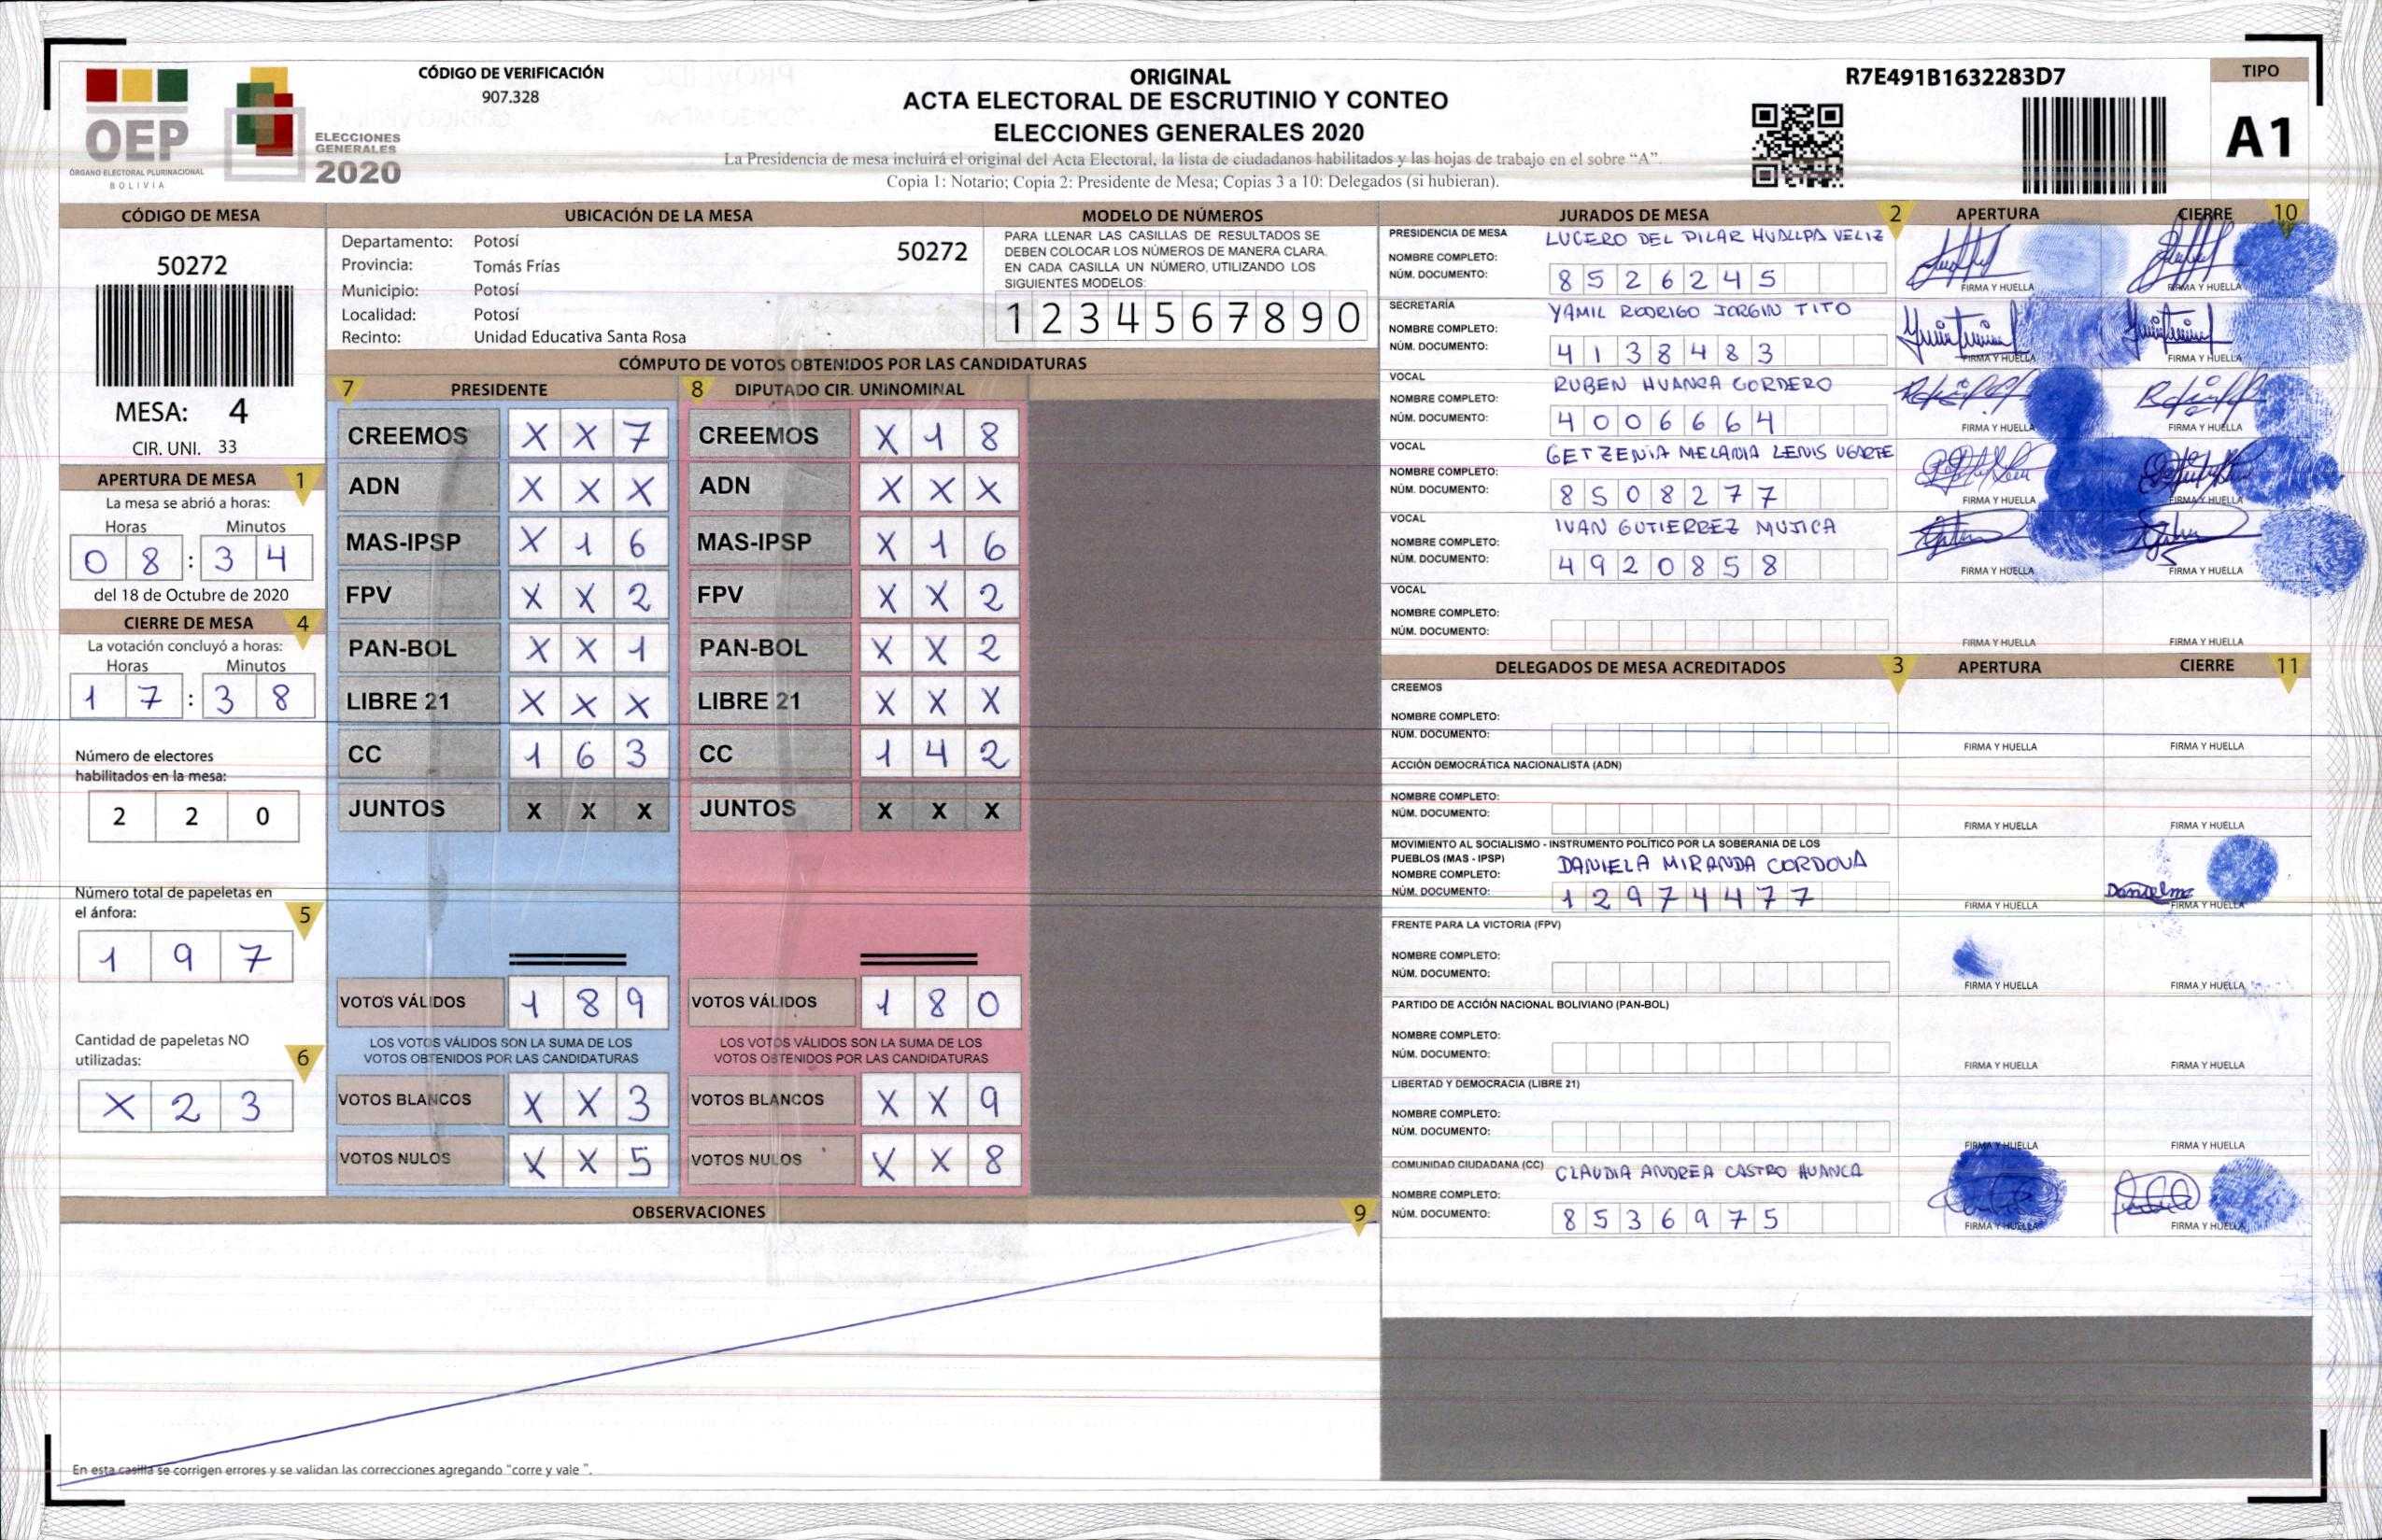 CÓDIGO DE VERIFICACIÓN
907.328
OEP
ÓRGANO ELECTORAL PLURINACIONAL
BOLIVIA
ELECCIONES
GENERALES
2020
ORIGINAL
ACTA ELECTORAL DE ESCRUTINIO Y CONTEO
ELECCIONES GENERALES 2020
La Presidencia de mesa incluirá el original del Acta Electoral, la lista de ciudadanos habilitados y las hojas de trabajo en el sobre “A”.
Copia 1: Notario; Copia 2: Presidente de Mesa; Copias 3 a 10: Delegados (si hubieran).
R7E491B1632283D7
TIPO
A1
CÓDIGO DE MESA
50272
MESA: 4
CIR. UNI. 33
APERTURA DE MESA 1
La mesa se abrió a horas:
Horas Minutos
0 8 : 3 4
del 18 de Octubre de 2020
CIERRE DE MESA 4
La votación concluyó a horas:
Horas Minutos
1 7 : 3 8
Número de electores
habilitados en la mesa:
2 2 0
Número total de papeletas en
el ánfora: 5
1 9 7
Cantidad de papeletas NO
utilizadas: 6
X 2 3
UBICACIÓN DE LA MESA
Departamento: Potosí
50272
Provincia: Tomás Frías
Municipio: Potosí
Localidad: Potosí
Recinto: Unidad Educativa Santa Rosa
MODELO DE NÚMEROS
PARA LLENAR LAS CASILLAS DE RESULTADOS SE
DEBEN COLOCAR LOS NÚMEROS DE MANERA CLARA.
EN CADA CASILLA UN NÚMERO, UTILIZANDO LOS
SIGUIENTES MODELOS:
1 2 3 4 5 6 7 8 9 0
CÓMPUTO DE VOTOS OBTENIDOS POR LAS CANDIDATURAS
7 PRESIDENTE
CREEMOS X X 7
ADN X X X
MAS-IPSP X 1 6
FPV X X 2
PAN-BOL X X 1
LIBRE 21 X X X
CC 1 6 3
JUNTOS X X X
VOTOS VÁLIDOS 1 8 9
LOS VOTOS VÁLIDOS SON LA SUMA DE LOS
VOTOS OBTENIDOS POR LAS CANDIDATURAS
VOTOS BLANCOS X X 3
VOTOS NULOS X X 5
8 DIPUTADO CIR. UNINOMINAL
CREEMOS X 1 8
ADN X X X
MAS-IPSP X 1 6
FPV X X 2
PAN-BOL X X 2
LIBRE 21 X X X
CC 1 4 2
JUNTOS X X X
VOTOS VÁLIDOS 1 8 0
LOS VOTOS VÁLIDOS SON LA SUMA DE LOS
VOTOS OBTENIDOS POR LAS CANDIDATURAS
VOTOS BLANCOS X X 9
VOTOS NULOS X X 8
OBSERVACIONES 9
En esta casilla se corrigen errores y se validan las correcciones agregando "corre y vale ".
JURADOS DE MESA 2 APERTURA CIERRE 10
PRESIDENCIA DE MESA LUCERO DEL PILAR HUALLPA VELIZ
NOMBRE COMPLETO:
NÚM. DOCUMENTO: 8 5 2 6 2 4 5
FIRMA Y HUELLA FIRMA Y HUELLA
SECRETARÍA YAMIL RODRIGO JORGIN TITO
NOMBRE COMPLETO:
NÚM. DOCUMENTO: 4 1 3 8 4 8 3
FIRMA Y HUELLA FIRMA Y HUELLA
VOCAL RUBEN HUANCA CORDERO
NOMBRE COMPLETO:
NÚM. DOCUMENTO: 4 0 0 6 6 6 4
FIRMA Y HUELLA FIRMA Y HUELLA
VOCAL GETZENIA MELANIA LENIS UGARTE
NOMBRE COMPLETO:
NÚM. DOCUMENTO: 8 5 0 8 2 7 7
FIRMA Y HUELLA FIRMA Y HUELLA
VOCAL IVAN GUTIERREZ MUJICA
NOMBRE COMPLETO:
NÚM. DOCUMENTO: 4 9 2 0 8 5 8
FIRMA Y HUELLA FIRMA Y HUELLA
VOCAL
NOMBRE COMPLETO:
NÚM. DOCUMENTO:
FIRMA Y HUELLA FIRMA Y HUELLA
DELEGADOS DE MESA ACREDITADOS 3 APERTURA CIERRE 11
CREEMOS
NOMBRE COMPLETO:
NÚM. DOCUMENTO:
FIRMA Y HUELLA FIRMA Y HUELLA
ACCIÓN DEMOCRÁTICA NACIONALISTA (ADN)
NOMBRE COMPLETO:
NÚM. DOCUMENTO:
FIRMA Y HUELLA FIRMA Y HUELLA
MOVIMIENTO AL SOCIALISMO - INSTRUMENTO POLÍTICO POR LA SOBERANIA DE LOS
PUEBLOS (MAS - IPSP) DANIELA MIRANDA CORDOVA
NOMBRE COMPLETO:
NÚM. DOCUMENTO: 1 2 9 7 4 4 7 7
FIRMA Y HUELLA FIRMA Y HUELLA
FRENTE PARA LA VICTORIA (FPV)
NOMBRE COMPLETO:
NÚM. DOCUMENTO:
FIRMA Y HUELLA FIRMA Y HUELLA
PARTIDO DE ACCIÓN NACIONAL BOLIVIANO (PAN-BOL)
NOMBRE COMPLETO:
NÚM. DOCUMENTO:
FIRMA Y HUELLA FIRMA Y HUELLA
LIBERTAD Y DEMOCRACIA (LIBRE 21)
NOMBRE COMPLETO:
NÚM. DOCUMENTO:
FIRMA Y HUELLA FIRMA Y HUELLA
COMUNIDAD CIUDADANA (CC) CLAUDIA ANDREA CASTRO HUANCA
NOMBRE COMPLETO:
NÚM. DOCUMENTO: 8 5 3 6 9 7 5
FIRMA Y HUELLA FIRMA Y HUELLA